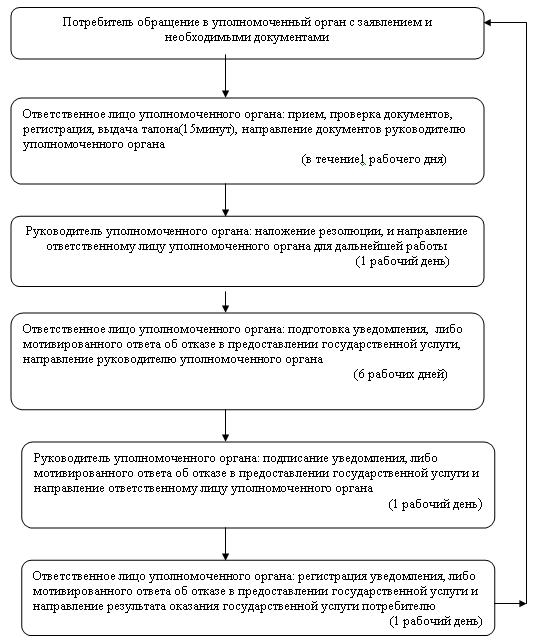 Потребитель обращение в уполномоченный орган с заявлением и
необходимыми документами
Ответственное лицо уполномоченного органа: прием, проверка документов,
регистрация, выдача талона(15минут), направление документов руководителю
уполномоченного органа
(в течение1 рабочего дня)
Руководитель уполномоченного органа: наложение резолюции, и направление
ответственному лицу уполномоченного органа для дальнейшей работы
(1 рабочий день)
Ответственное лицо уполномоченного органа: подготовка уведомления, либо
мотивированного ответа об отказе в предоставлении государственной услуги,
направление руководителю уполномоченного органа
(6 рабочих дней)
Руководитель уполномоченного органа: подписание уведомления, либо
мотивированного ответа об отказе в предоставлении государственной услуги и
направление ответственному лицу уполномоченного органа
(1 рабочий день)
Ответственное лицо уполномоченного органа: регистрация уведомления, либо
мотивированного ответа об отказе в предоставлении государственной услуги и
направление результата оказания государственной услуги потребителю
(1 рабочий день)